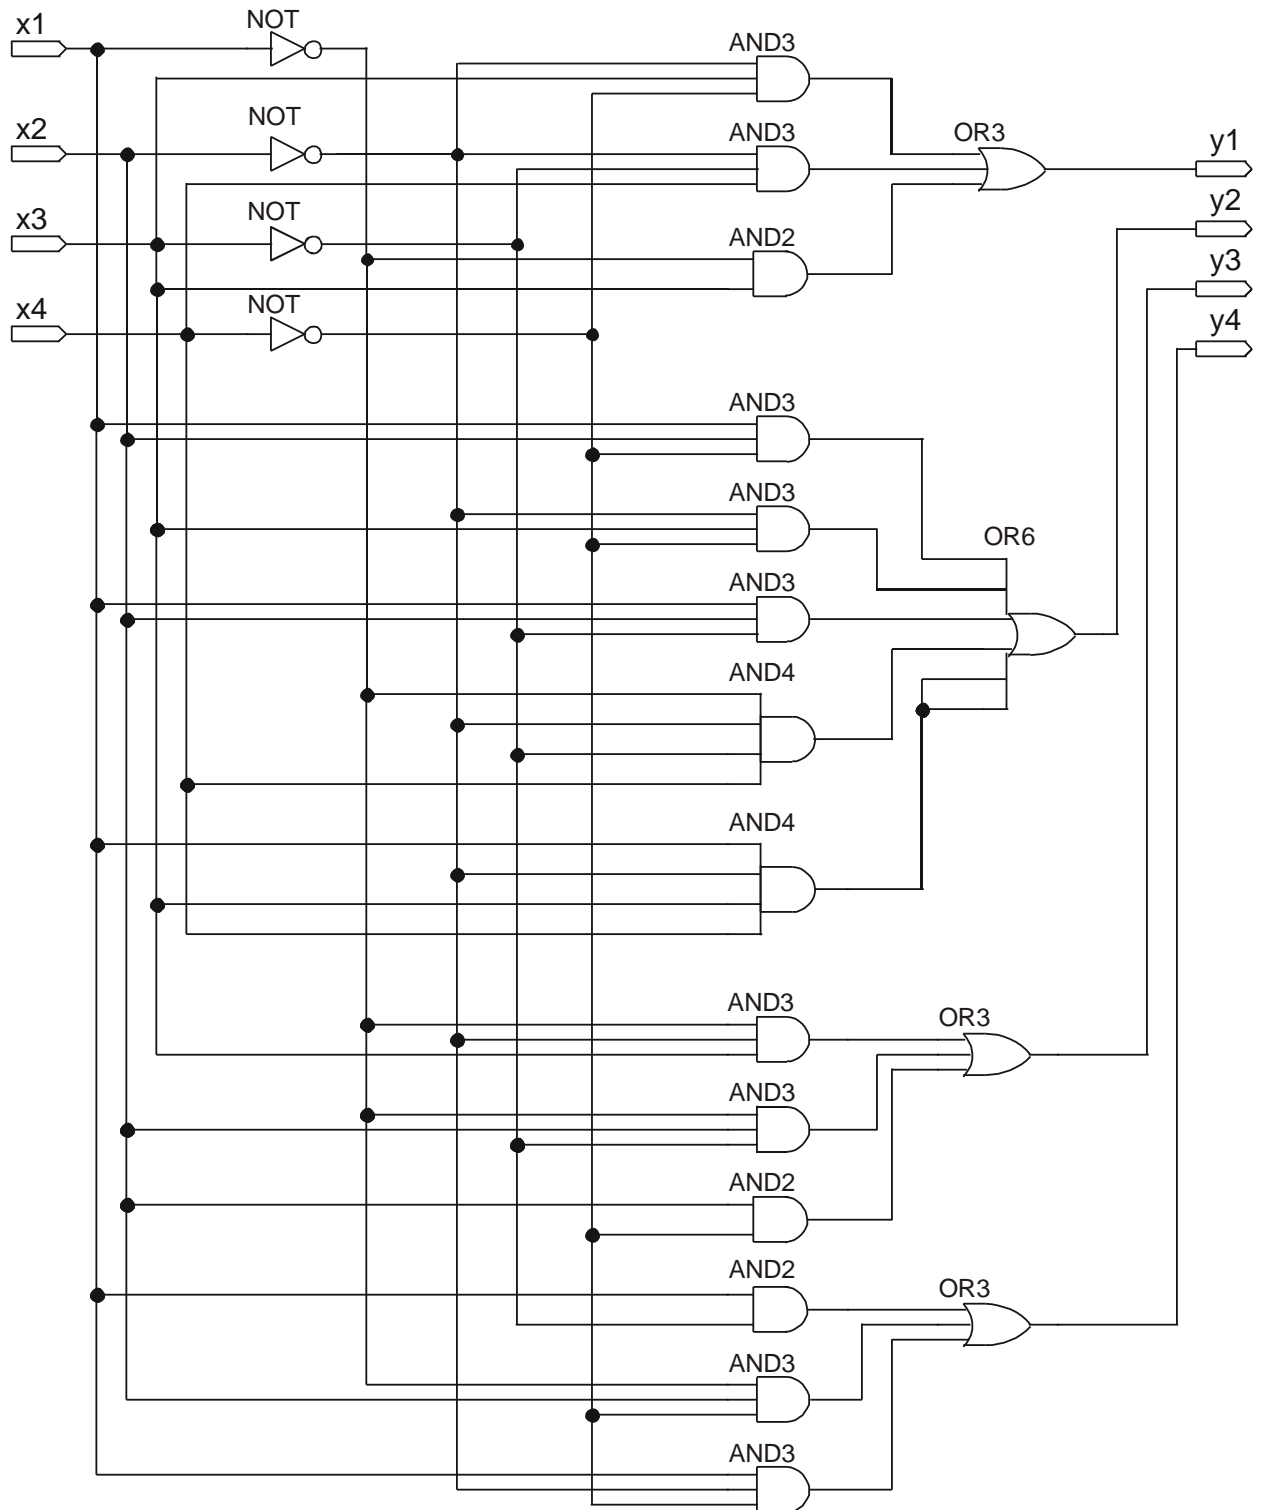 x1
NOT
AND3
x2
NOT
AND3
OR3
y1
x3
NOT
AND2
y2
x4
NOT
y3
y4
AND3
AND3
OR6
AND3
AND4
AND4
AND3
OR3
AND3
AND2
AND2
OR3
AND3
AND3